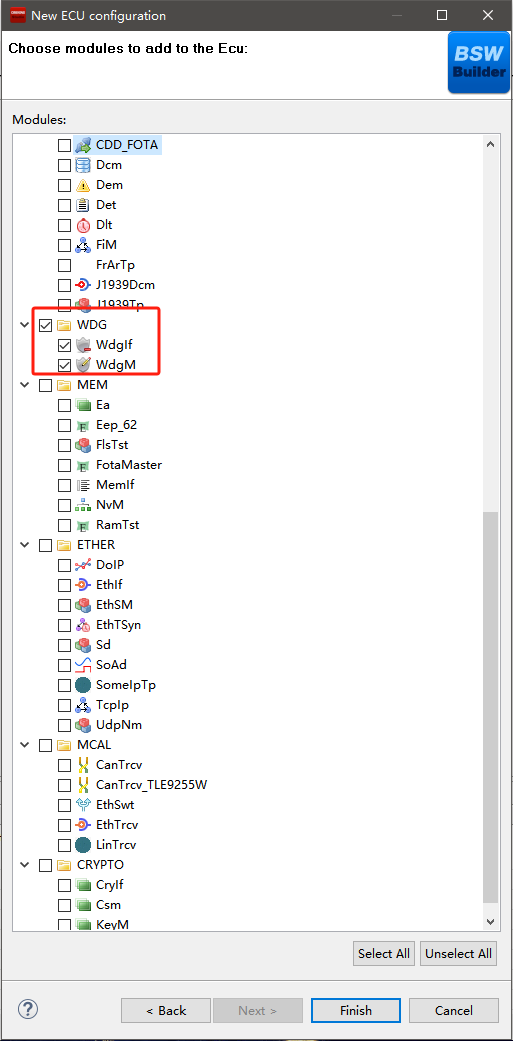 New ECU configuration
Choose modules to add to the Ecu:
BSW
Builder
Modules:
CDD_FOTA
Dcm
Dem
Det
Dlt
FiM
FrArTp
J1939Dcm
J1939Tp
WDG
WdgIf
WdgM
MEM
Ea
Eep_62
FlsTst
FotaMaster
MemIf
NvM
RamTst
ETHER
DoIP
EthIf
EthSM
EthTSyn
Sd
SoAd
SomeIpTp
TcpIp
UdpNm
MCAL
CanTrcv
CanTrcv_TLE9255W
EthSwt
EthTrcv
LinTrcv
CRYPTO
CryIf
Csm
KeyM
Select All
Unselect All
?
< Back
Next >
Finish
Cancel